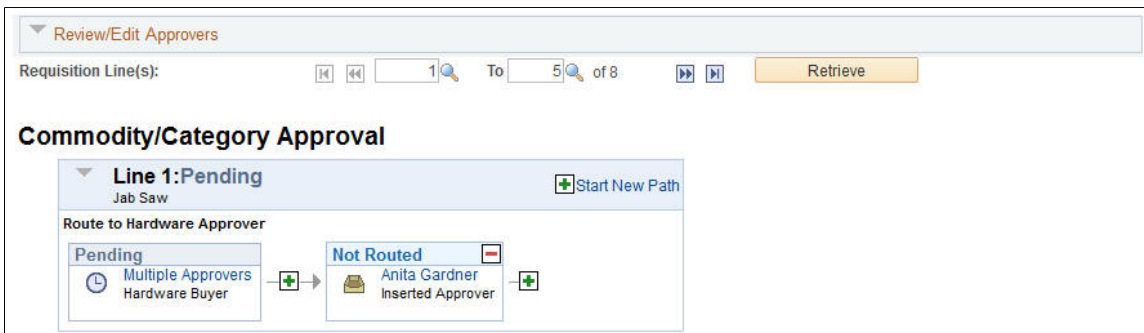 Review/Edit Approvers
Requisition Line(s): 1 To 5 of 8 Retrieve
Commodity/Category Approval
Line 1:Pending
Start New Path
Jab Saw
Route to Hardware Approver
Pending Not Routed
Multiple Approvers Anita Gardner
Hardware Buyer Inserted Approver